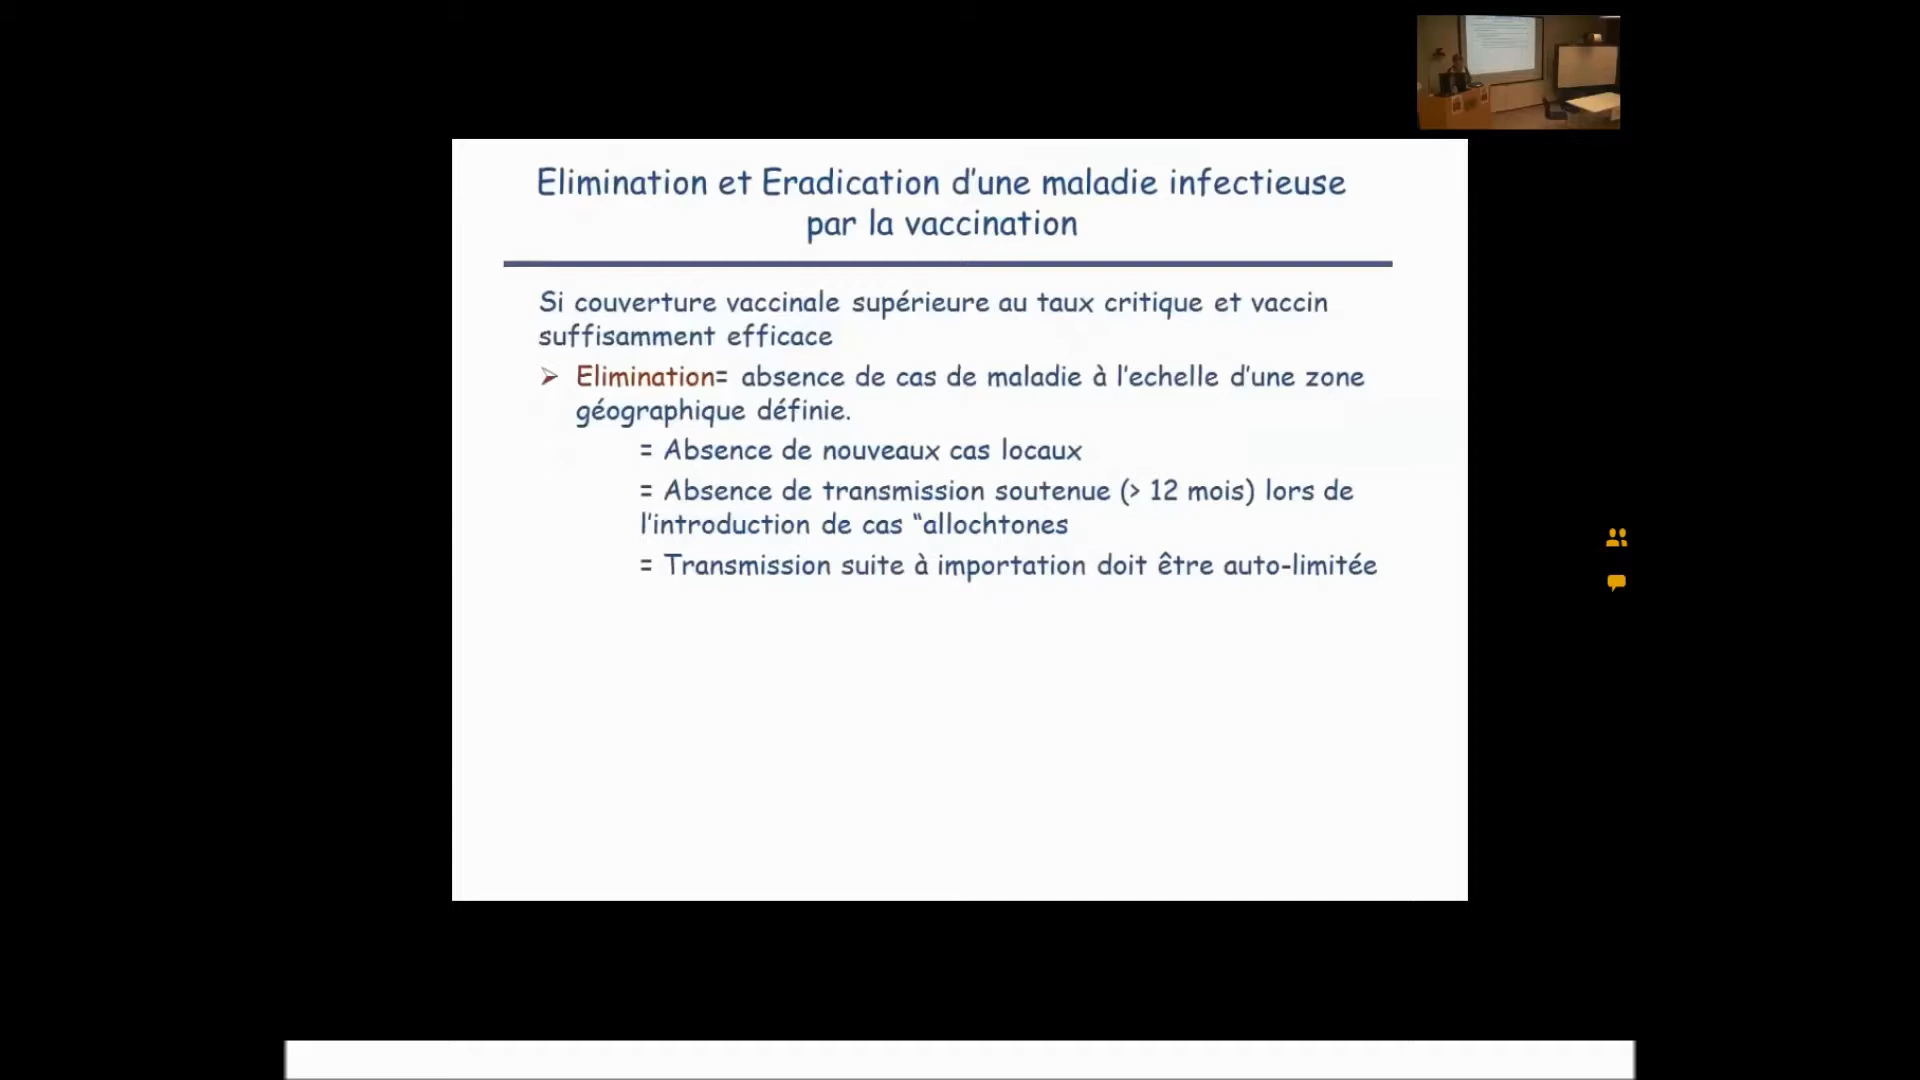 Elimination et Eradication d'une maladie infectieuse
par la vaccination
Si couverture vaccinale supérieure au taux critique et vaccin
suffisamment efficace
➢ Elimination= absence de cas de maladie à l'echelle d'une zone
géographique définie.
= Absence de nouveaux cas locaux
= Absence de transmission soutenue (> 12 mois) lors de
l'introduction de cas “allochtones
= Transmission suite à importation doit être auto-limitée